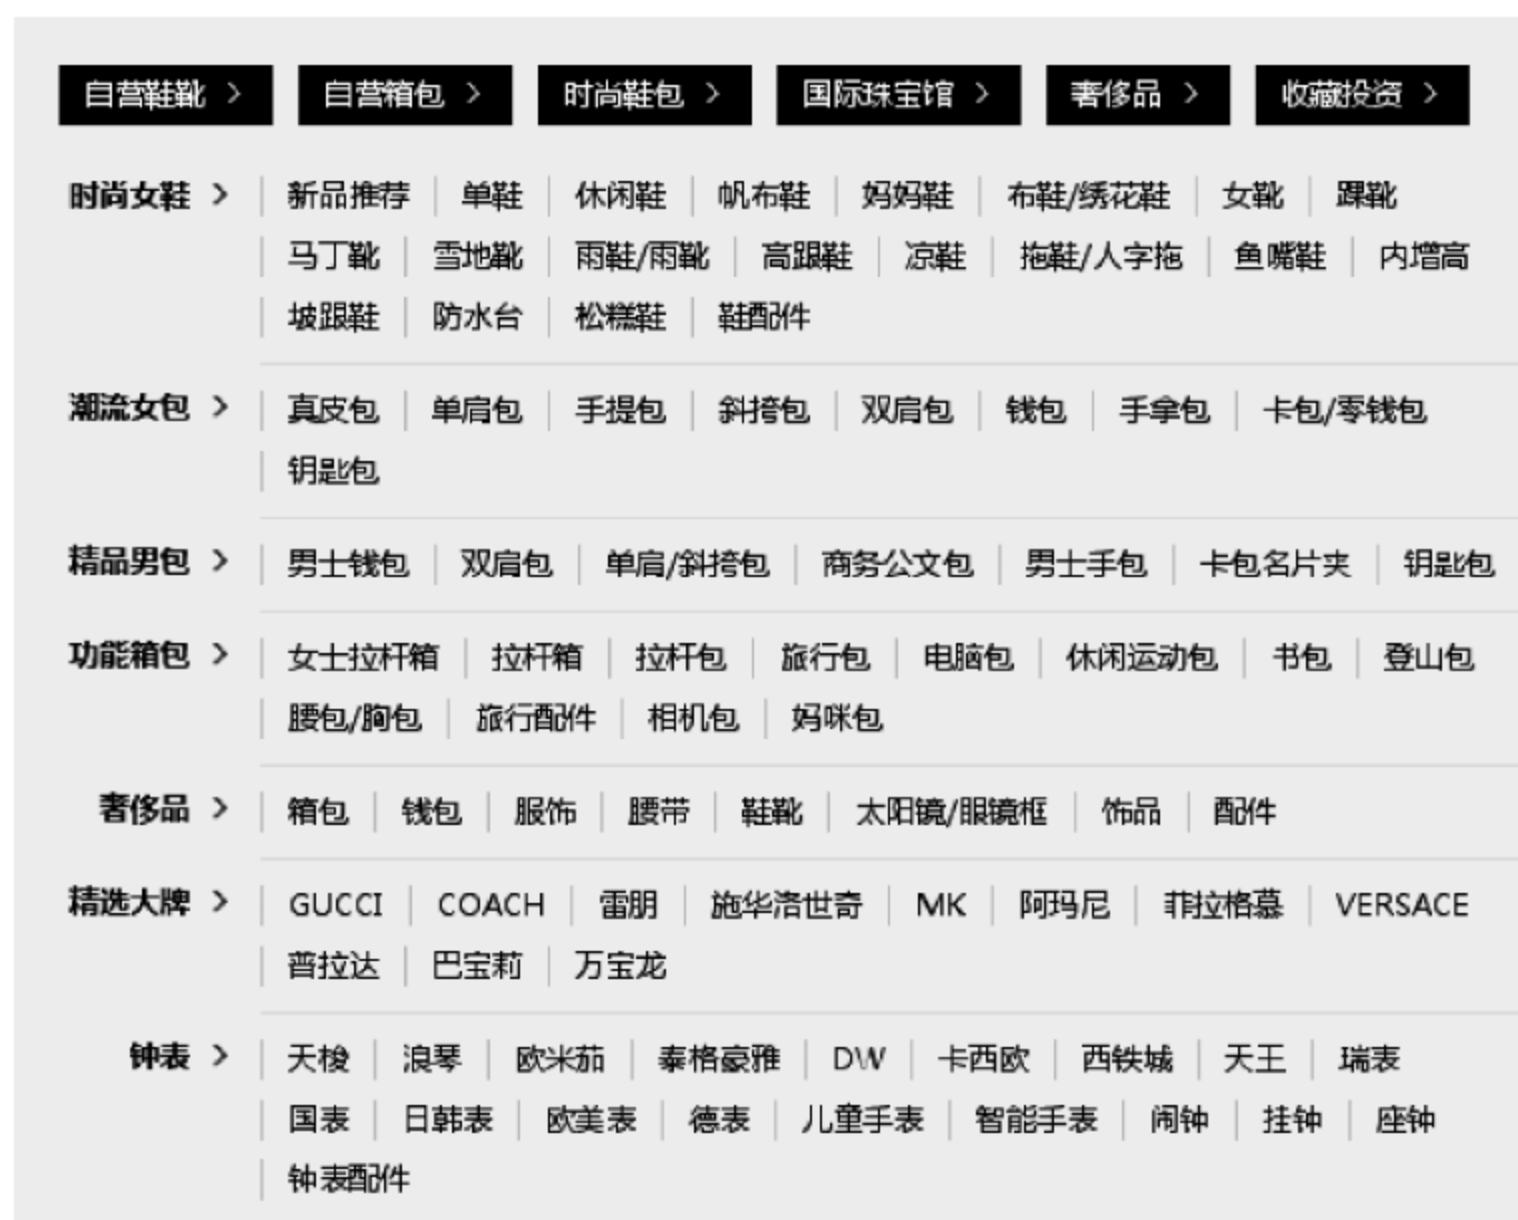 自营鞋靴 > 自营箱包 > 时尚鞋包 > 国际珠宝馆 > 奢侈品 > 收藏投资 >
时尚女鞋 > | 新品推荐 | 单鞋 | 休闲鞋 | 帆布鞋 | 妈妈鞋 | 布鞋/绣花鞋 | 女靴 | 踝靴
| 马丁靴 | 雪地靴 | 雨鞋/雨靴 | 高跟鞋 | 凉鞋 | 拖鞋/人字拖 | 鱼嘴鞋 | 内增高
| 坡跟鞋 | 防水台 | 松糕鞋 | 鞋配件
潮流女包 > | 真皮包 | 单肩包 | 手提包 | 斜挎包 | 双肩包 | 钱包 | 手拿包 | 卡包/零钱包
| 钥匙包
精品男包 > | 男士钱包 | 双肩包 | 单肩/斜挎包 | 商务公文包 | 男士手包 | 卡包名片夹 | 钥匙包
功能箱包 > | 女士拉杆箱 | 拉杆箱 | 拉杆包 | 旅行包 | 电脑包 | 休闲运动包 | 书包 | 登山包
| 腰包/胸包 | 旅行配件 | 相机包 | 妈咪包
奢侈品 > | 箱包 | 钱包 | 服饰 | 腰带 | 鞋靴 | 太阳镜/眼镜框 | 饰品 | 配件
精选大牌 > | GUCCI | COACH | 雷朋 | 施华洛世奇 | MK | 阿玛尼 | 菲拉格慕 | VERSACE
| 普拉达 | 巴宝莉 | 万宝龙
钟表 > | 天梭 | 浪琴 | 欧米茄 | 泰格豪雅 | DW | 卡西欧 | 西铁城 | 天王 | 瑞表
| 国表 | 日韩表 | 欧美表 | 德表 | 儿童手表 | 智能手表 | 闹钟 | 挂钟 | 座钟
| 钟表配件